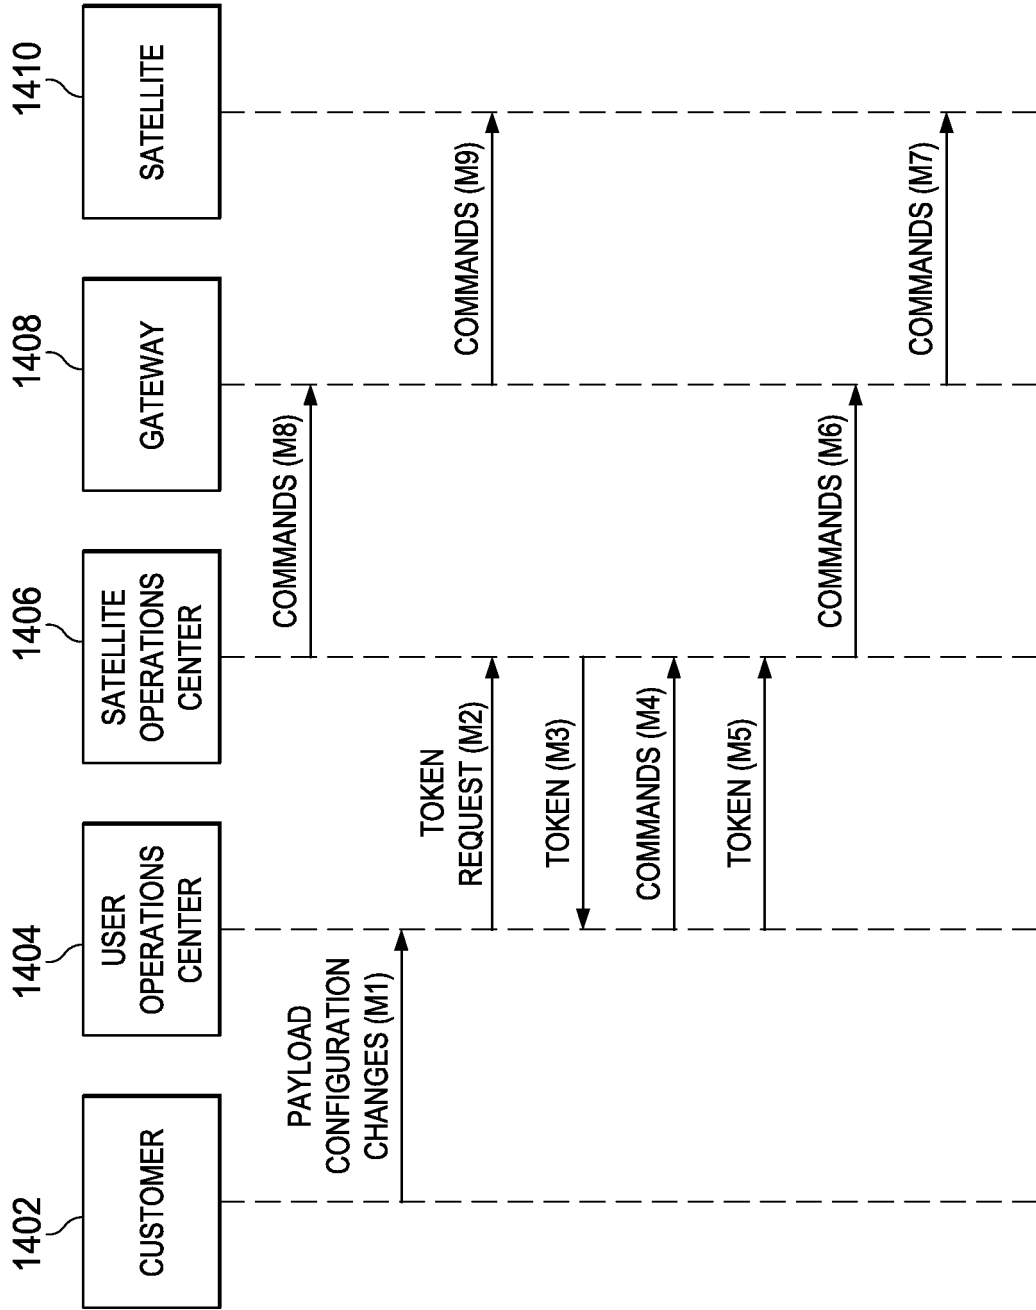 1402
CUSTOMER
1404
USER
OPERATIONS
CENTER
1406
SATELLITE
OPERATIONS
CENTER
1408
GATEWAY
1410
SATELLITE
COMMANDS (M8)
PAYLOAD
CONFIGURATION
CHANGES (M1)
TOKEN
REQUEST (M2)
COMMANDS (M9)
TOKEN (M3)
COMMANDS (M4)
TOKEN (M5)
COMMANDS (M6)
COMMANDS (M7)